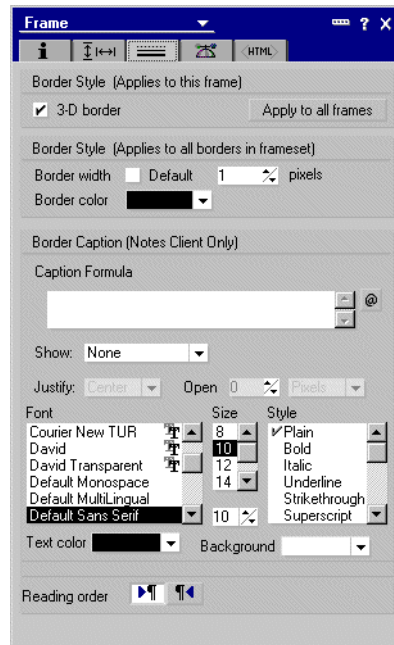 Frame ? X
i HTML
Border Style (Applies to this frame)
3-D border Apply to all frames
Border Style (Applies to all borders in frameset)
Border width Default 1 pixels
Border color
Border Caption (Notes Client Only)
Caption Formula
@
Show: None
Justify: Center Open 0 Pixels
Font Size Style
Courier New TUR 8 Plain
David 10 Bold
David Transparent 12 Italic
Default Monospace 14 Underline
Default MultiLingual Strikethrough
Default Sans Serif 10 Superscript
Text color Background
Reading order ¶ ¶